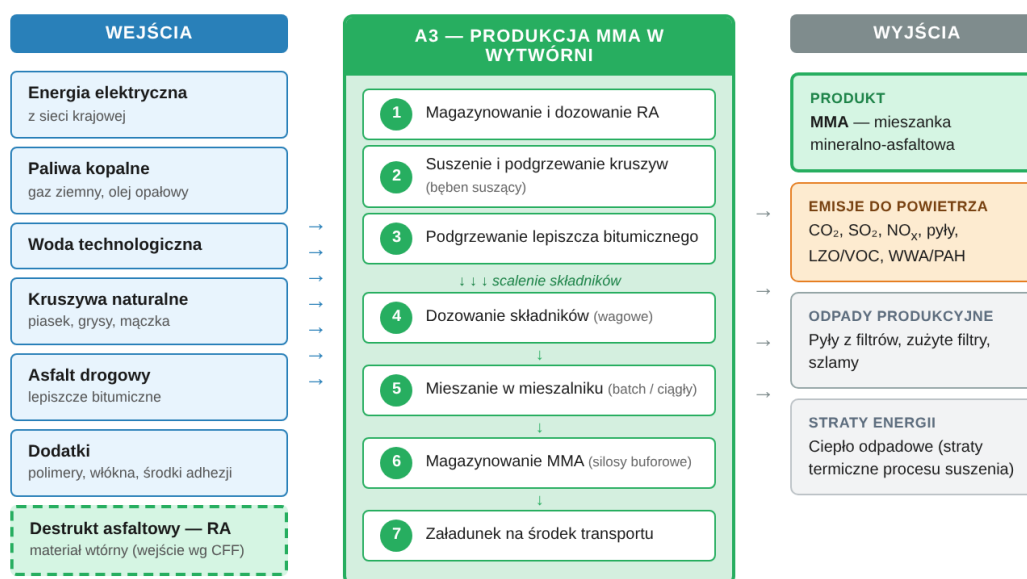 WEJŚCIA
Energia elektryczna
z sieci krajowej
Paliwa kopalne
gaz ziemny, olej opałowy
Woda technologiczna
Kruszywa naturalne
piasek, grysy, mączka
Asfalt drogowy
lepiszcze bitumiczne
Dodatki
polimery, włókna, środki adhezji
Destrukt asfaltowy — RA
materiał wtórny (wejście wg CFF)
→
→
→
→
→
→
→
A3 — PRODUKCJA MMA W
WYTWÓRNI
1 Magazynowanie i dozowanie RA
2 Suszenie i podgrzewanie kruszyw
(bęben suszący)
3 Podgrzewanie lepiszcza bitumicznego
↓ ↓ ↓ scalenie składników
4 Dozowanie składników (wagowe)
↓
5 Mieszanie w mieszalniku (batch / ciągły)
↓
6 Magazynowanie MMA (silosy buforowe)
↓
7 Załadunek na środek transportu
→
→
→
→
WYJŚCIA
PRODUKT
MMA — mieszanka
mineralno-asfaltowa
EMISJE DO POWIETRZA
CO₂, SO₂, NOx, pyły,
LZO/VOC, WWA/PAH
ODPADY PRODUKCYJNE
Pyły z filtrów, zużyte filtry,
szlamy
STRATY ENERGII
Ciepło odpadowe (straty
termiczne procesu suszenia)